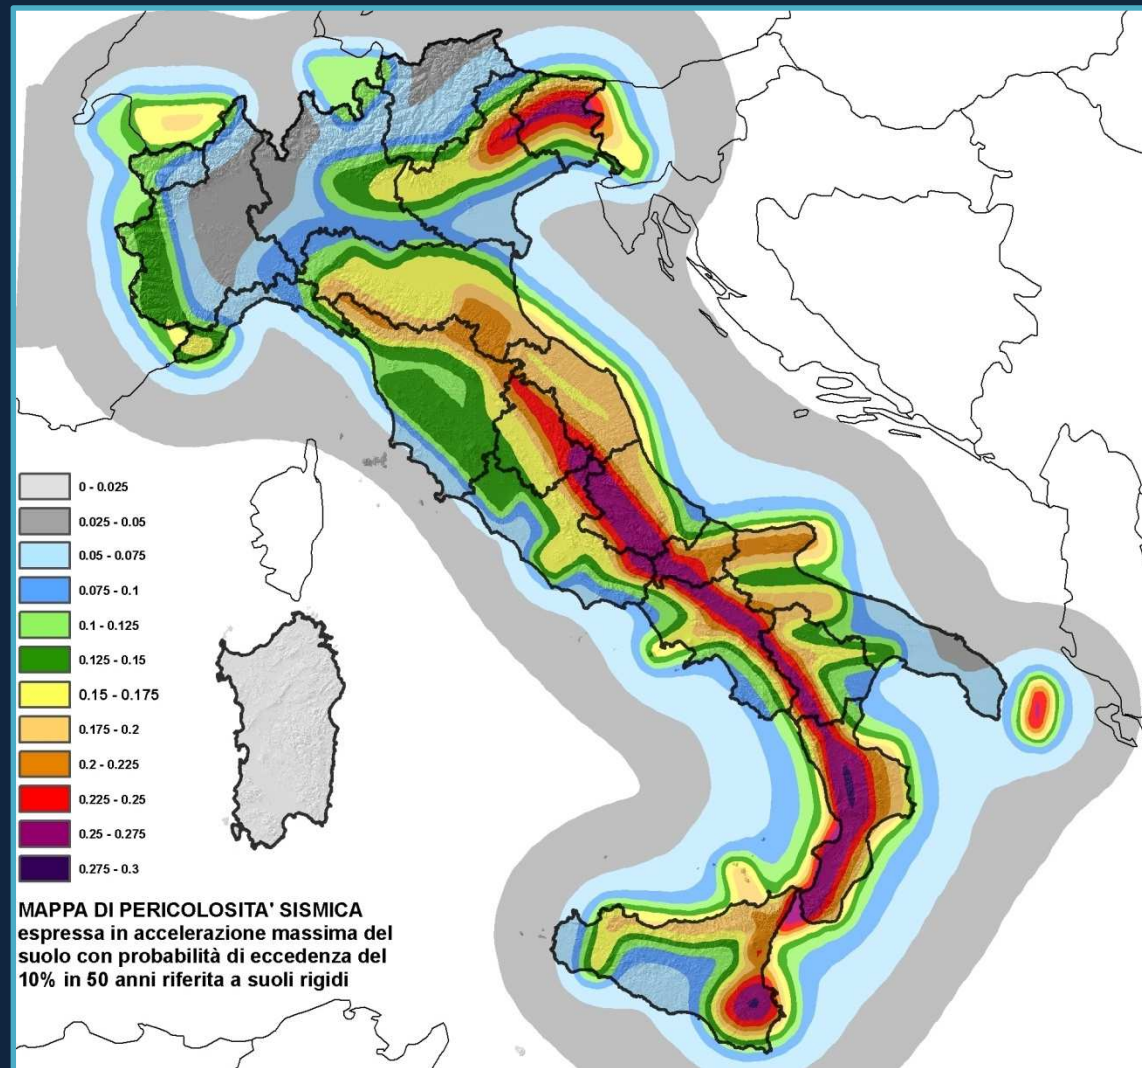 0 - 0.025
0.025 - 0.05
0.05 - 0.075
0.075 - 0.1
0.1 - 0.125
0.125 - 0.15
0.15 - 0.175
0.175 - 0.2
0.2 - 0.225
0.225 - 0.25
0.25 - 0.275
0.275 - 0.3
MAPPA DI PERICOLOSITA' SISMICA
espressa in accelerazione massima del
suolo con probabilità di eccedenza del
10% in 50 anni riferita a suoli rigidi